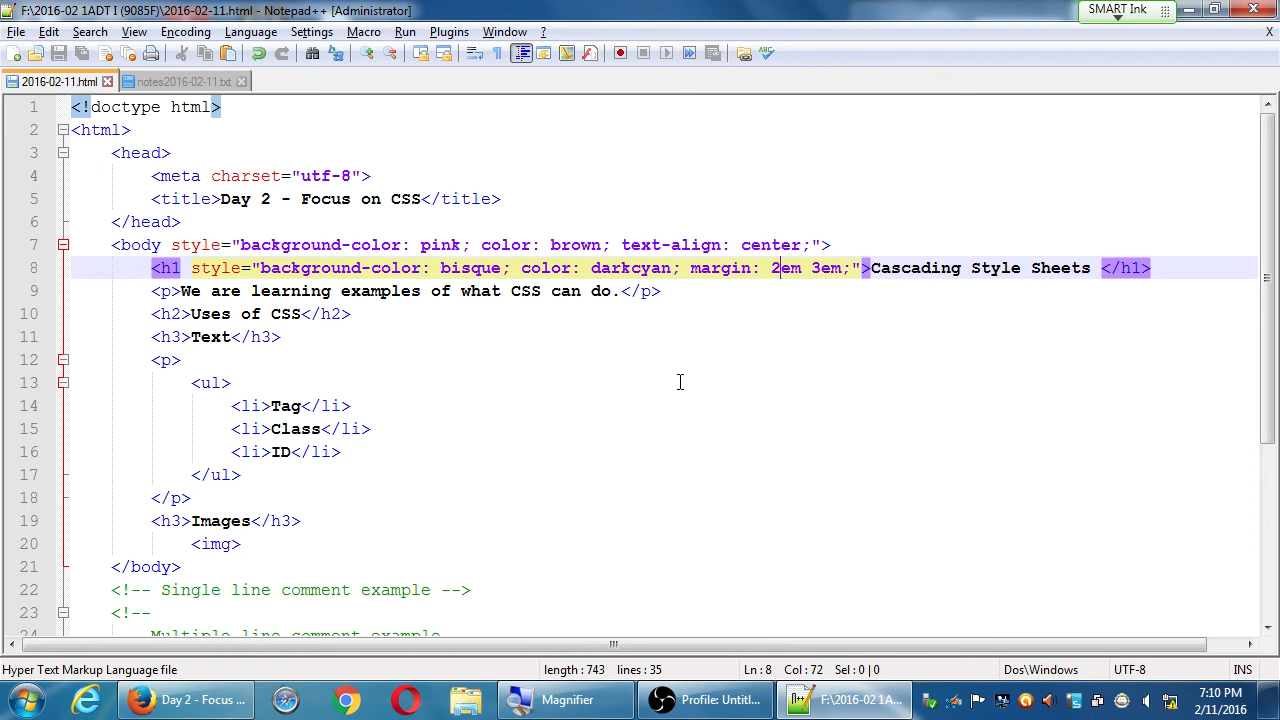 F:\2016-02 1ADT I (9085F)\2016-02-11.html - Notepad++ [Administrator]
SMART Ink
File Edit Search View Encoding Language Settings Macro Run Plugins Window ? X
2016-02-11.html notes2016-02-11.txt
1 <!doctype html>
2 <html>
3 <head>
4 <meta charset="utf-8">
5 <title>Day 2 - Focus on CSS</title>
6 </head>
7 <body style="background-color: pink; color: brown; text-align: center;">
8 <h1 style="background-color: bisque; color: darkcyan; margin: 2em 3em;">Cascading Style Sheets </h1>
9 <p>We are learning examples of what CSS can do.</p>
10 <h2>Uses of CSS</h2>
11 <h3>Text</h3>
12 <p>
13 <ul>
14 <li>Tag</li>
15 <li>Class</li>
16 <li>ID</li>
17 </ul>
18 </p>
19 <h3>Images</h3>
20 <img>
21 </body>
22 <!-- Single line comment example -->
23 <!--
24 Multiple line comment example
Hyper Text Markup Language file length : 743 lines : 35 Ln : 8 Col : 72 Sel : 0 | 0 Dos\Windows UTF-8 INS
Day 2 - Focus ... Magnifier Profile: Untitl... F:\2016-02 1A... 7:10 PM
2/11/2016